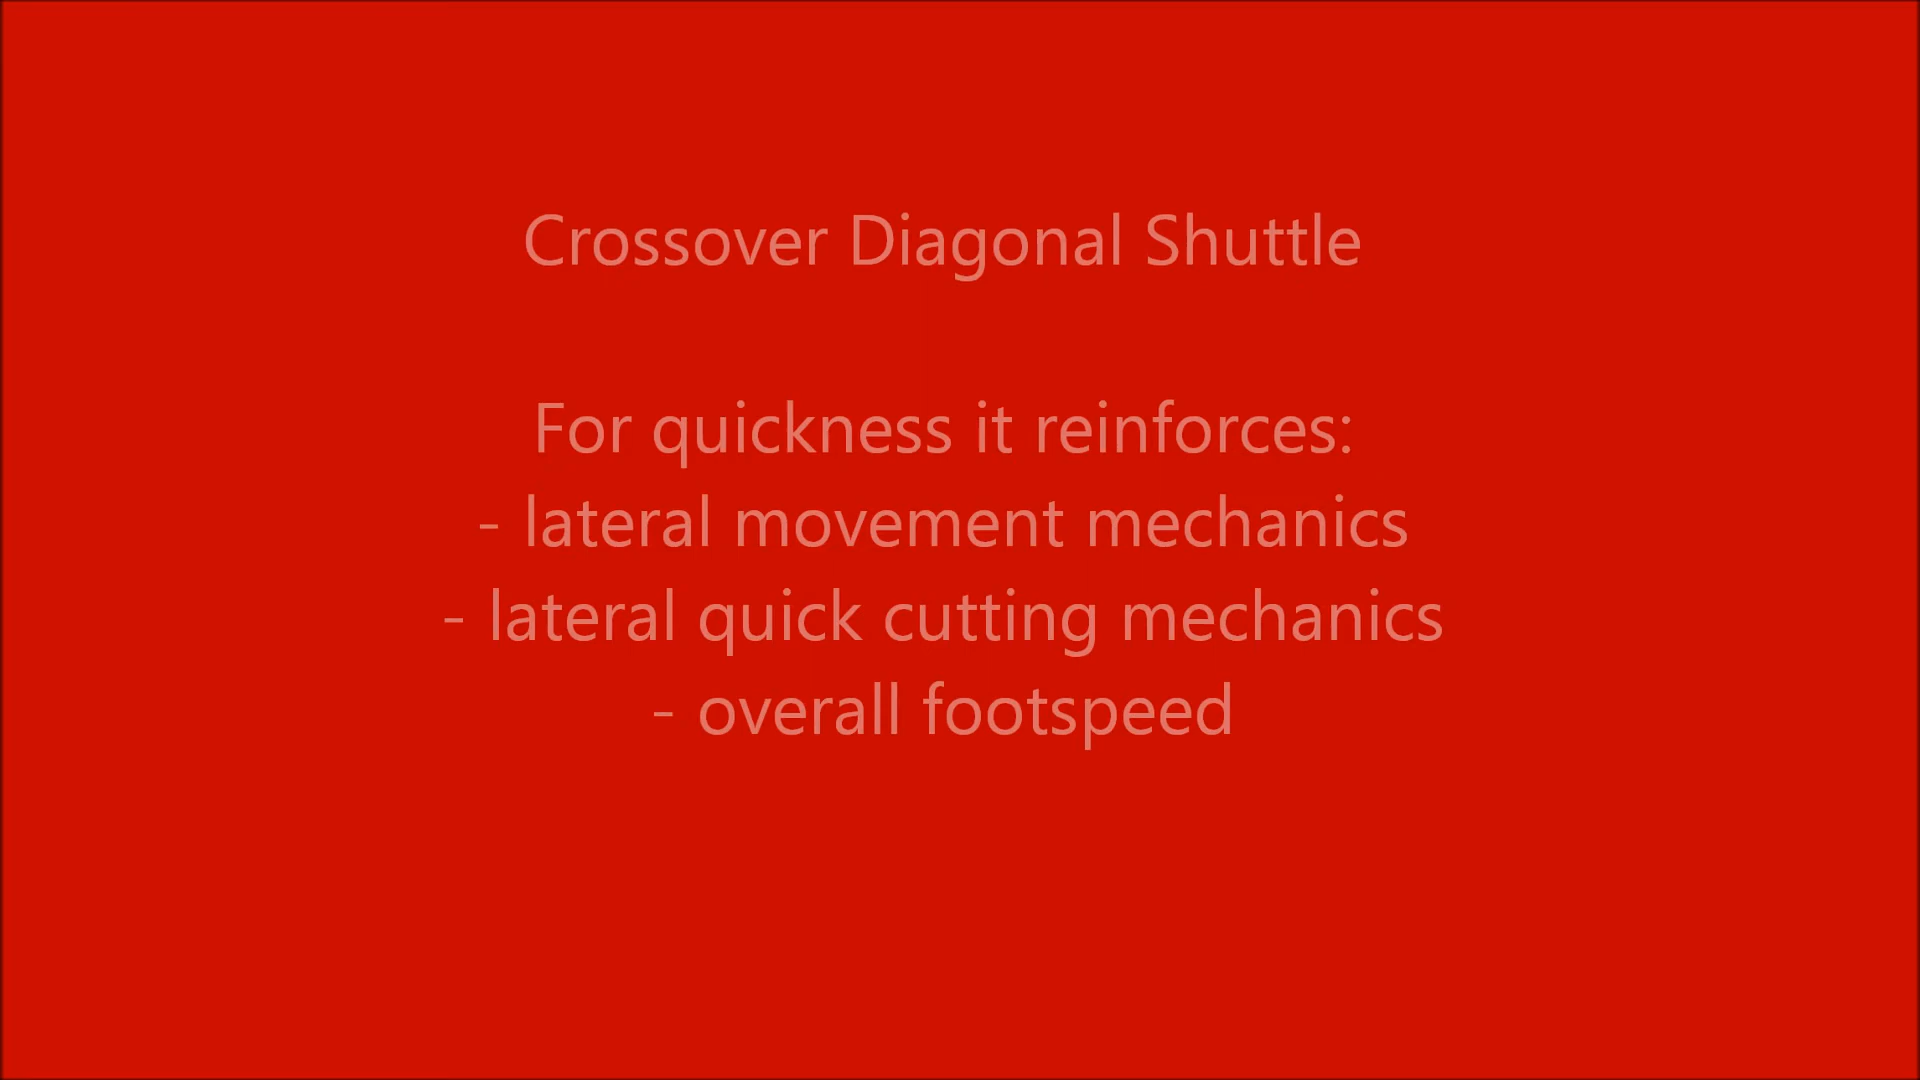 Crossover Diagonal Shuttle
For quickness it reinforces:
- lateral movement mechanics
- lateral quick cutting mechanics
- overall footspeed